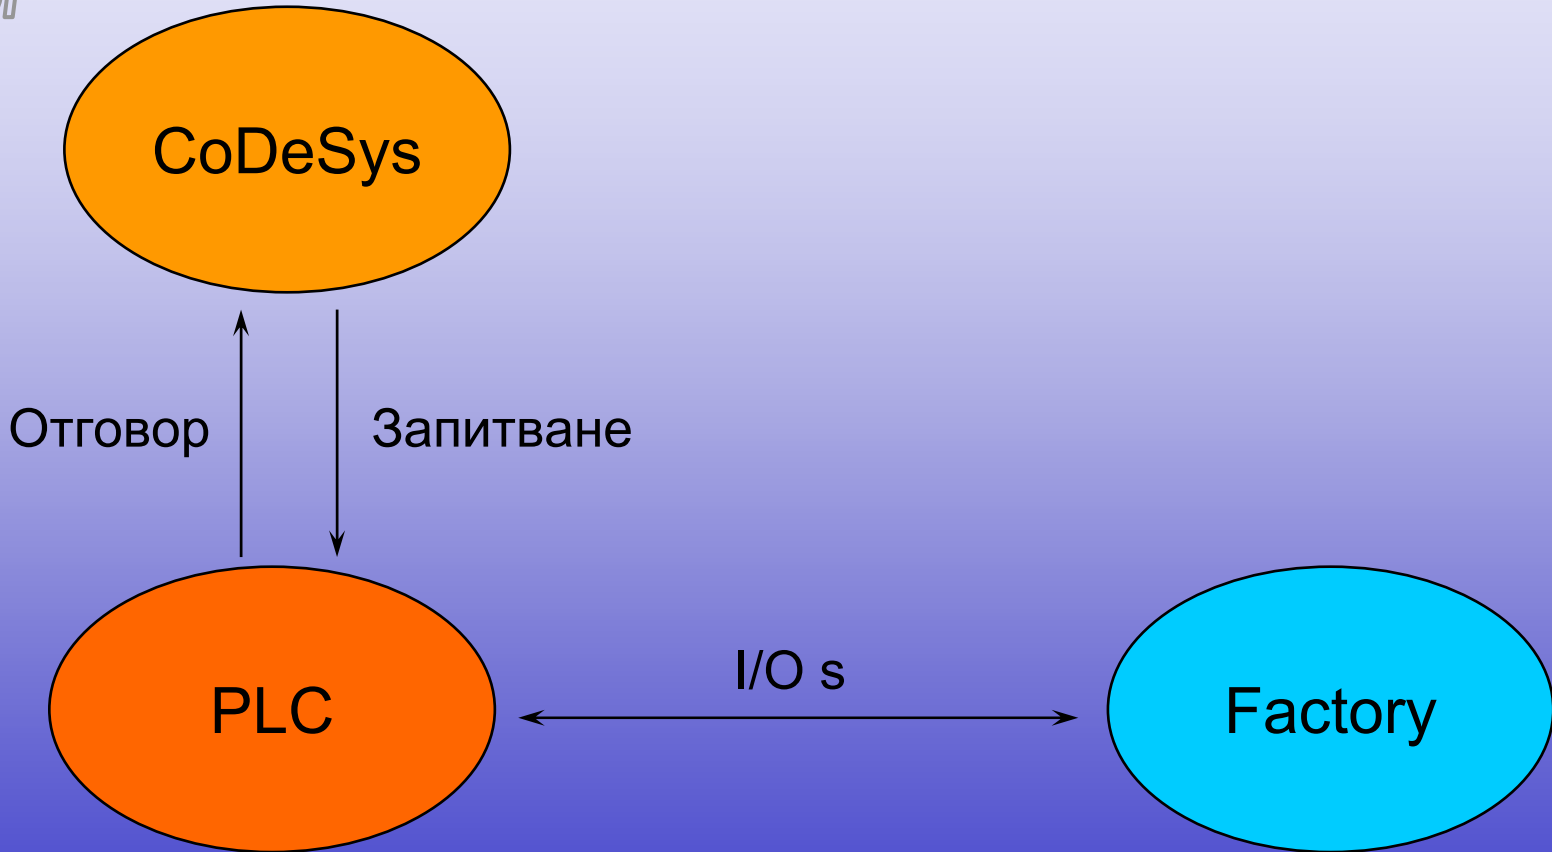 CoDeSys
Отговор
Запитване
I/O s
PLC
Factory